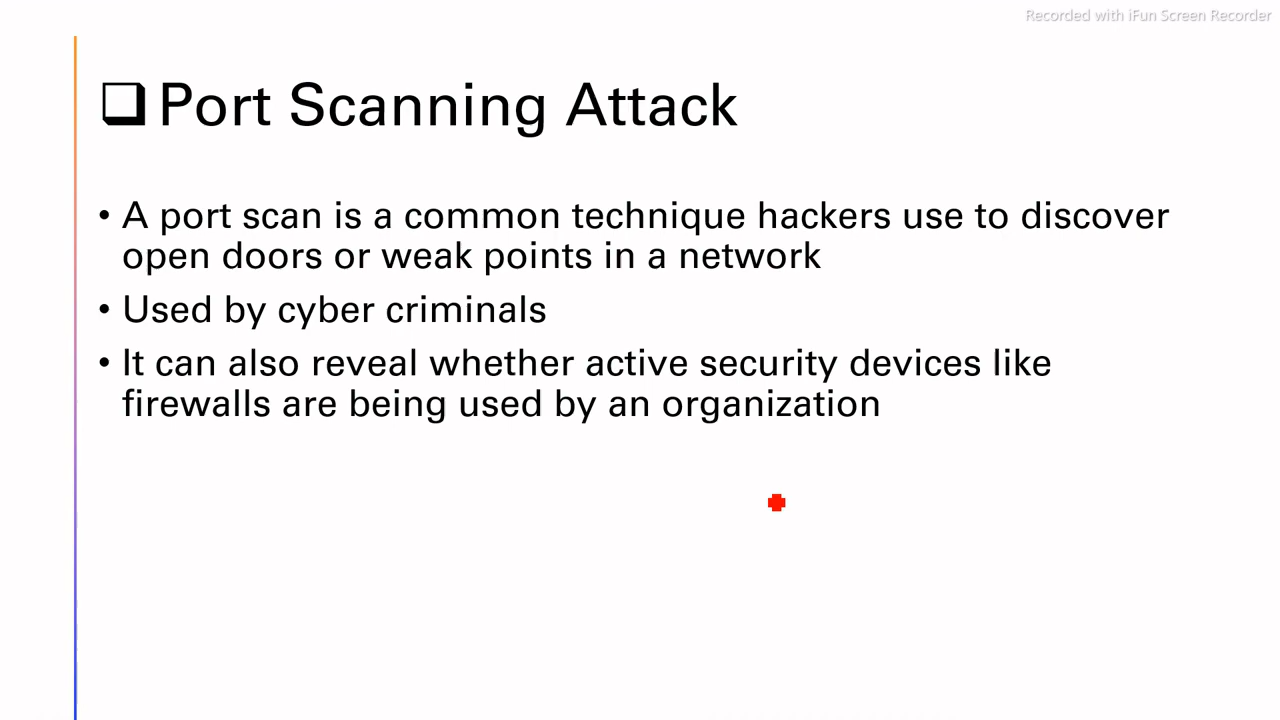 Recorded with iFun Screen Recorder
Port Scanning Attack
• A port scan is a common technique hackers use to discover
open doors or weak points in a network
• Used by cyber criminals
• It can also reveal whether active security devices like
firewalls are being used by an organization